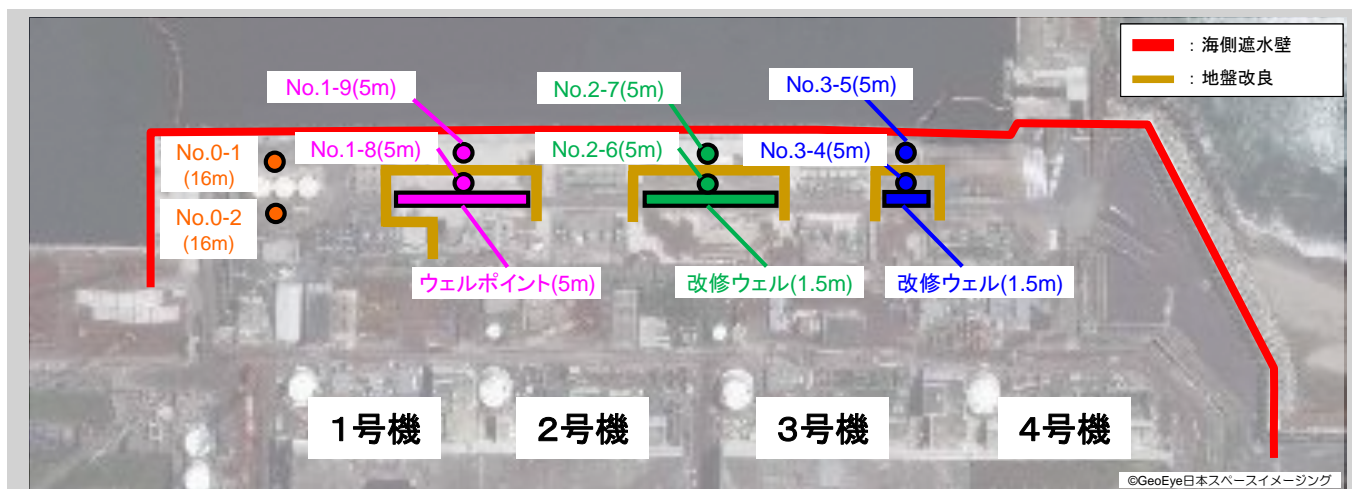 ：海側遮水壁
：地盤改良
No.1-9(5m)
No.2-7(5m)
No.3-5(5m)
No.0-1
(16m)
No.1-8(5m)
No.2-6(5m)
No.3-4(5m)
No.0-2
(16m)
ウェルポイント(5m)
改修ウェル(1.5m)
改修ウェル(1.5m)
１号機
２号機
３号機
４号機
©GeoEye日本スペースイメージング